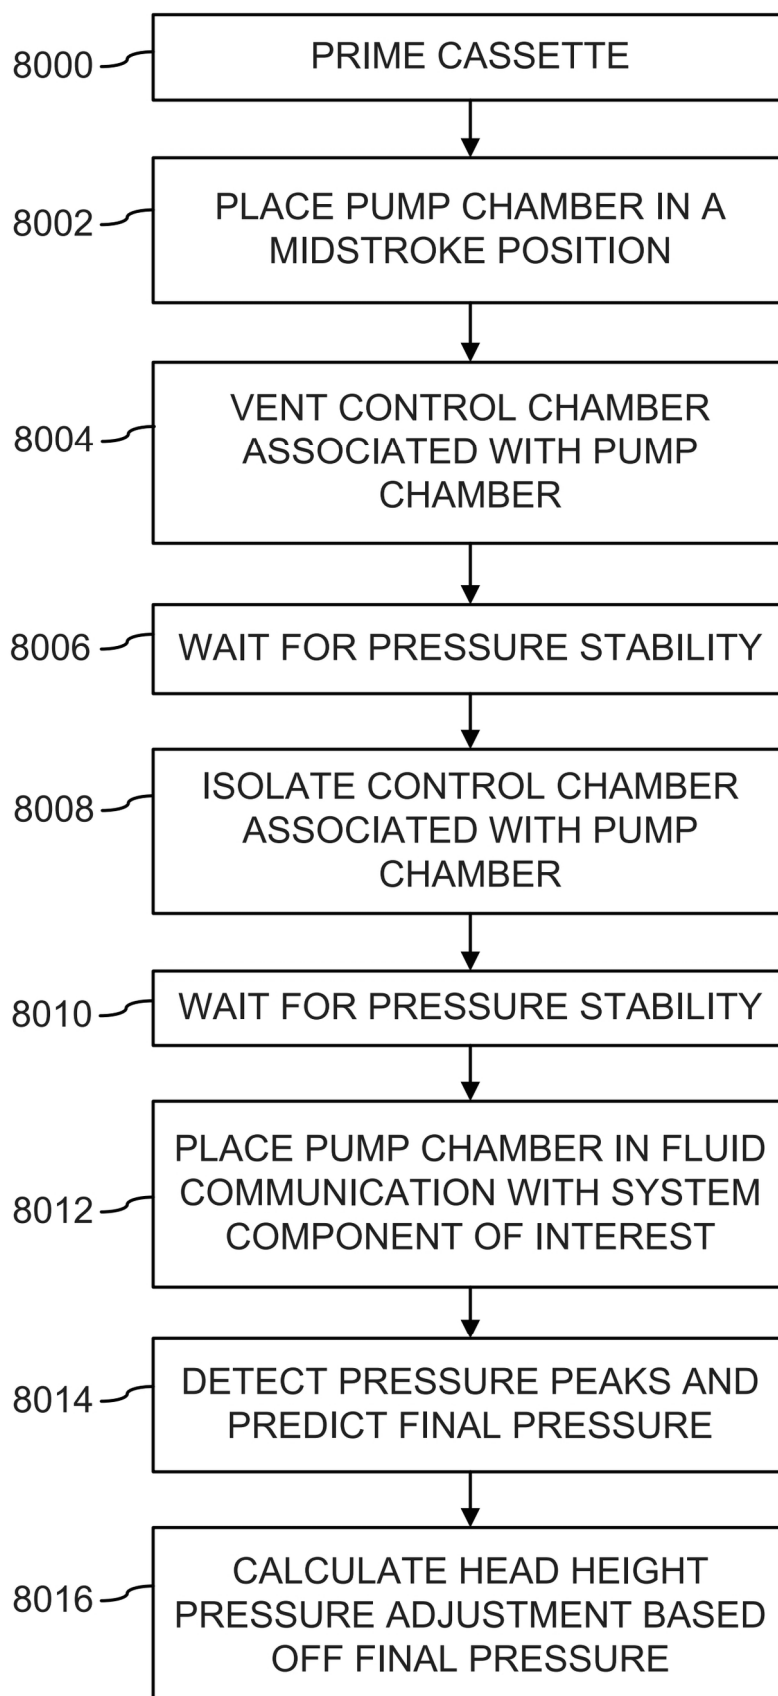 8000
PRIME CASSETTE
8002
PLACE PUMP CHAMBER IN A
MIDSTROKE POSITION
8004
VENT CONTROL CHAMBER
ASSOCIATED WITH PUMP
CHAMBER
8006
WAIT FOR PRESSURE STABILITY
8008
ISOLATE CONTROL CHAMBER
ASSOCIATED WITH PUMP
CHAMBER
8010
WAIT FOR PRESSURE STABILITY
8012
PLACE PUMP CHAMBER IN FLUID
COMMUNICATION WITH SYSTEM
COMPONENT OF INTEREST
8014
DETECT PRESSURE PEAKS AND
PREDICT FINAL PRESSURE
8016
CALCULATE HEAD HEIGHT
PRESSURE ADJUSTMENT BASED
OFF FINAL PRESSURE